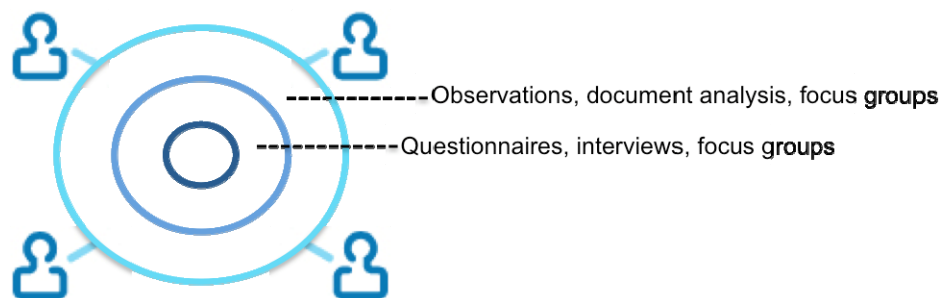 Observations, document analysis, focus groups
Questionnaires, interviews, focus groups